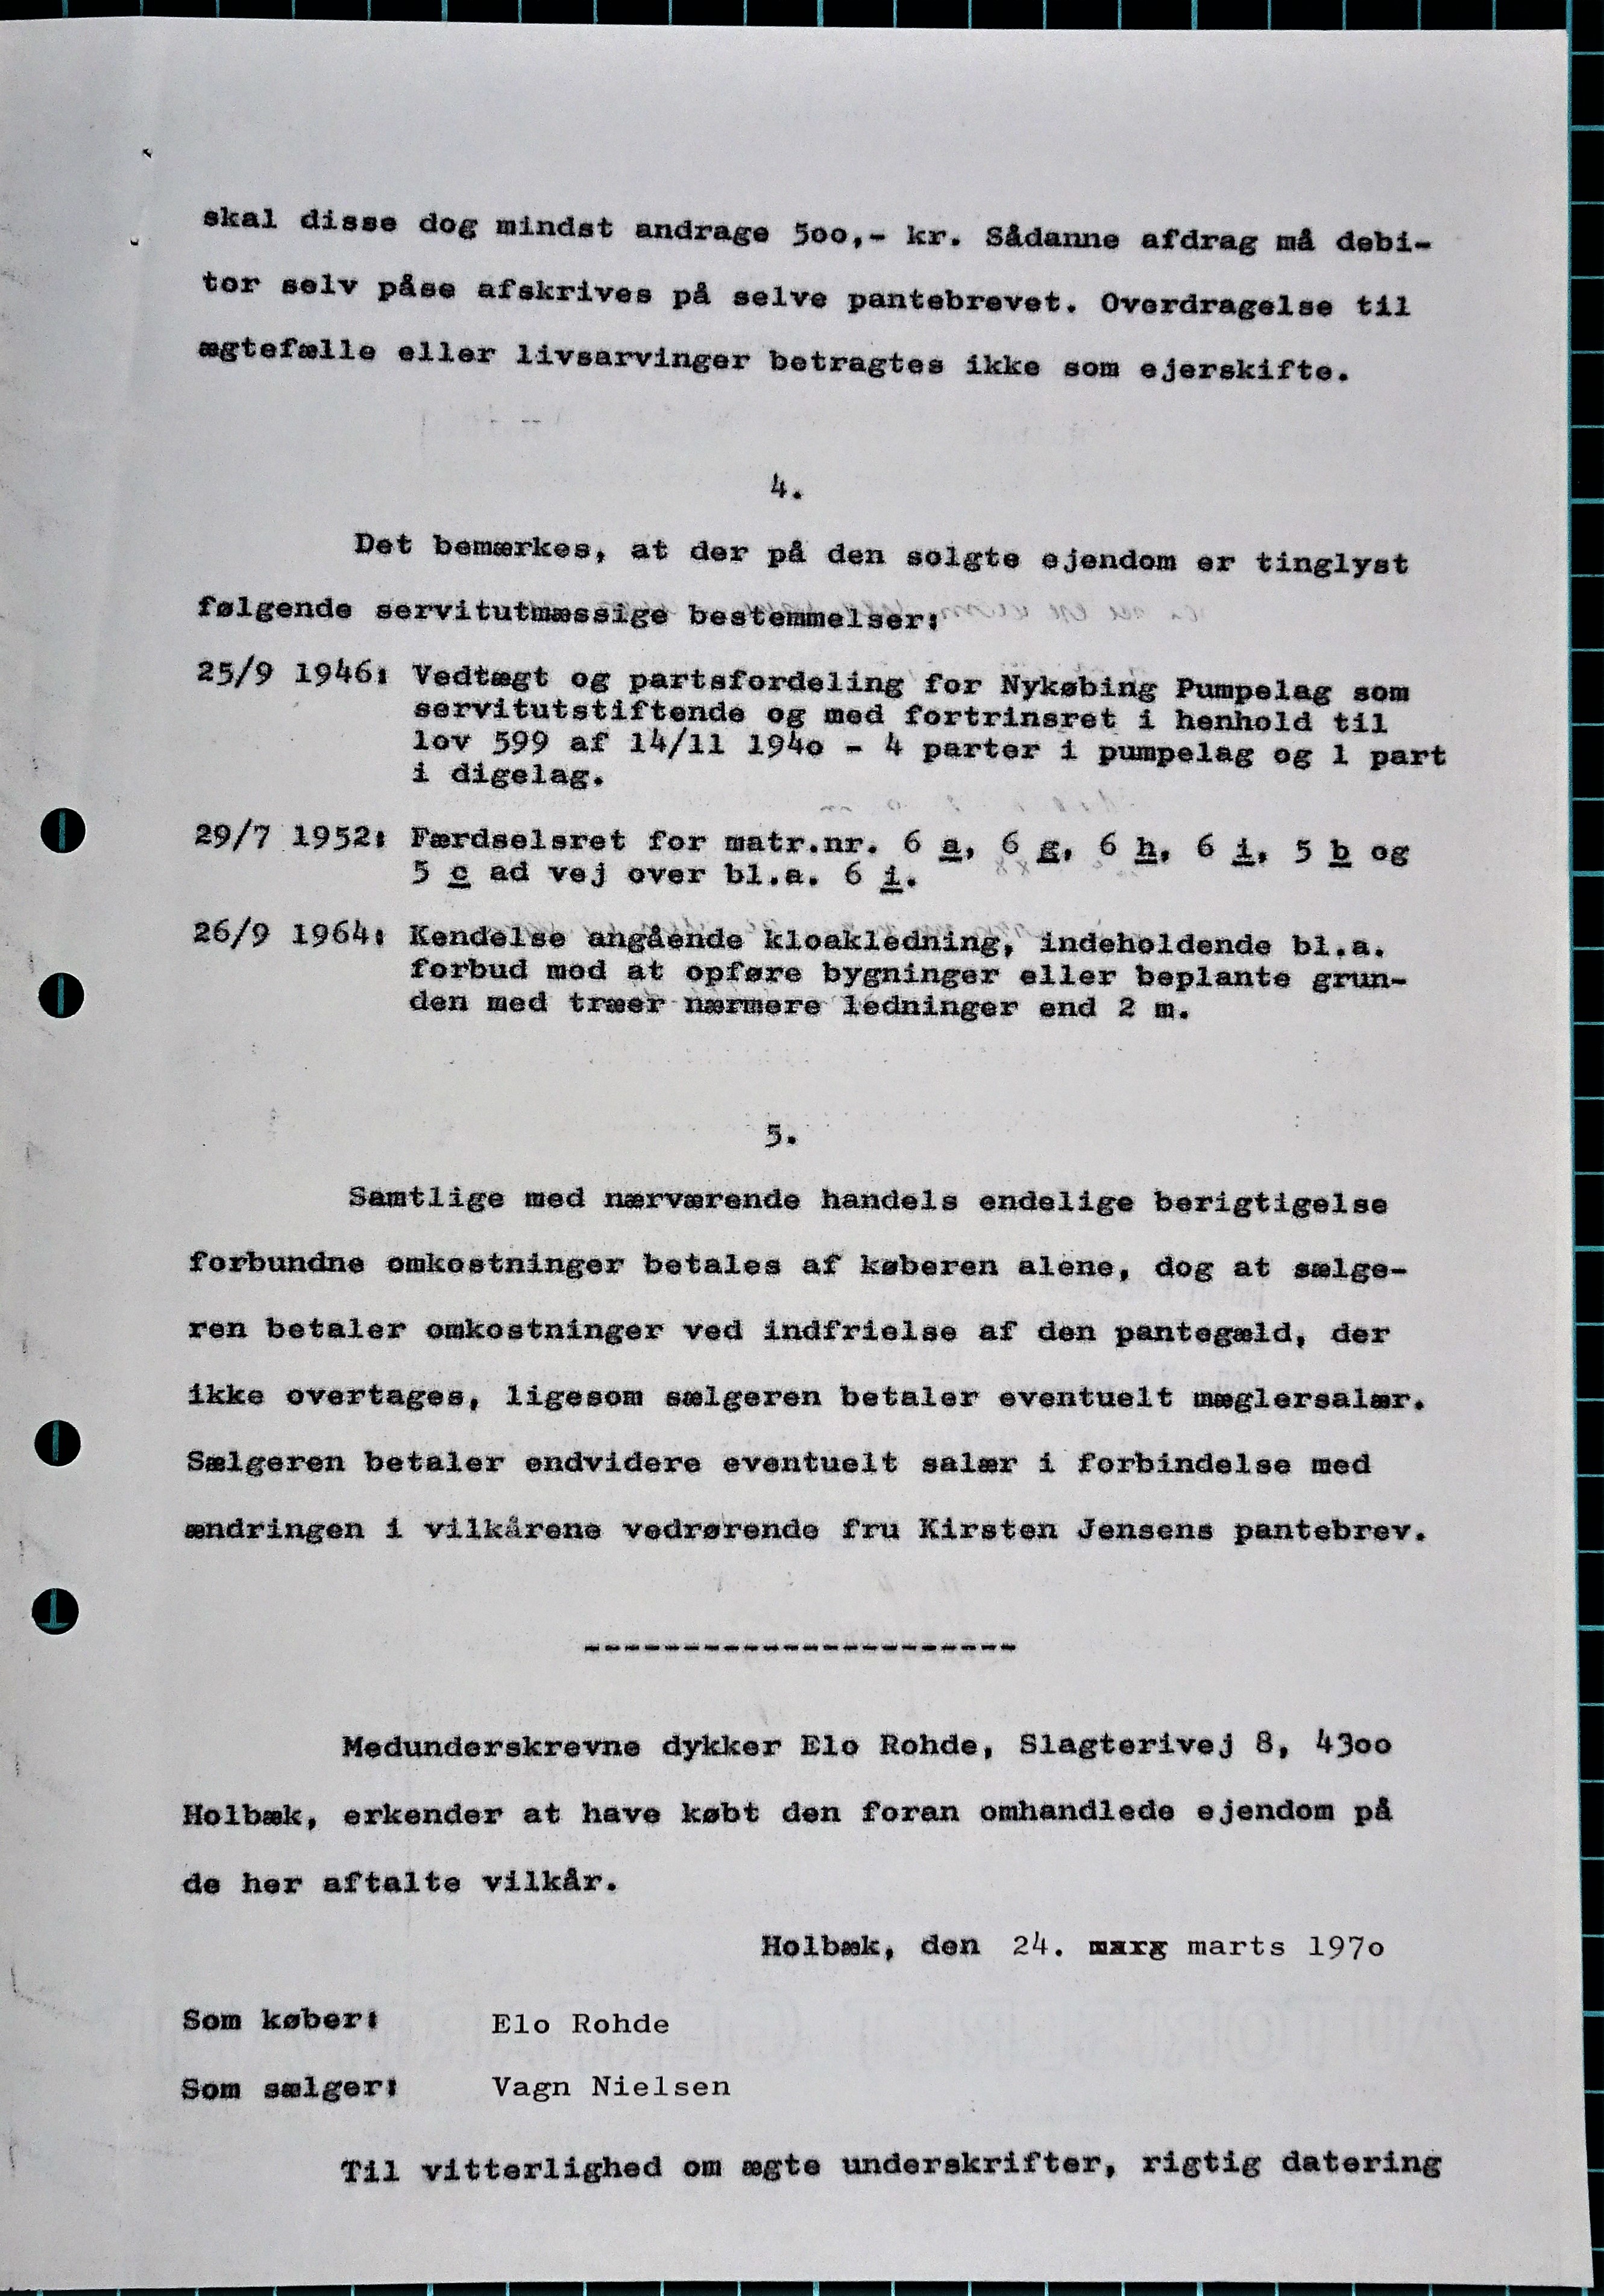 skal disse dog mindst andrage 5oo,- kr. Sådanne afdrag må debi-
tor selv påse afskrives på selve pantebrevet. Overdragelse til
ægtefælle eller livsarvinger betragtes ikke som ejerskifte.
4.
Det bemærkes, at der på den solgte ejendom er tinglyst
følgende servitutmæssige bestemmelser:
25/9 1946: Vedtægt og partsfordeling for Nykøbing Pumpelag som
servitutstiftende og med fortrinsret i henhold til
lov 599 af 14/11 194o - 4 parter i pumpelag og 1 part
i digelag.
29/7 1952: Færdselsret for matr.nr. 6 a, 6 g, 6 h, 6 i, 5 b og
5 c ad vej over bl.a. 6 i.
26/9 1964: Kendelse angående kloakledning, indeholdende bl.a.
forbud mod at opføre bygninger eller beplante grun-
den med træer nærmere ledninger end 2 m.
5.
Samtlige med nærværende handels endelige berigtigelse
forbundne omkostninger betales af køberen alene, dog at sælge-
ren betaler omkostninger ved indfrielse af den pantegæld, der
ikke overtages, ligesom sælgeren betaler eventuelt mæglersalær.
Sælgeren betaler endvidere eventuelt salær i forbindelse med
ændringen i vilkårene vedrørende fru Kirsten Jensens pantebrev.
----------------------
Medunderskrevne dykker Elo Rohde, Slagterivej 8, 43oo
Holbæk, erkender at have købt den foran omhandlede ejendom på
de her aftalte vilkår.
Holbæk, den 24. marts 197o
Som køber: Elo Rohde
Som sælger: Vagn Nielsen
Til vitterlighed om ægte underskrifter, rigtig datering